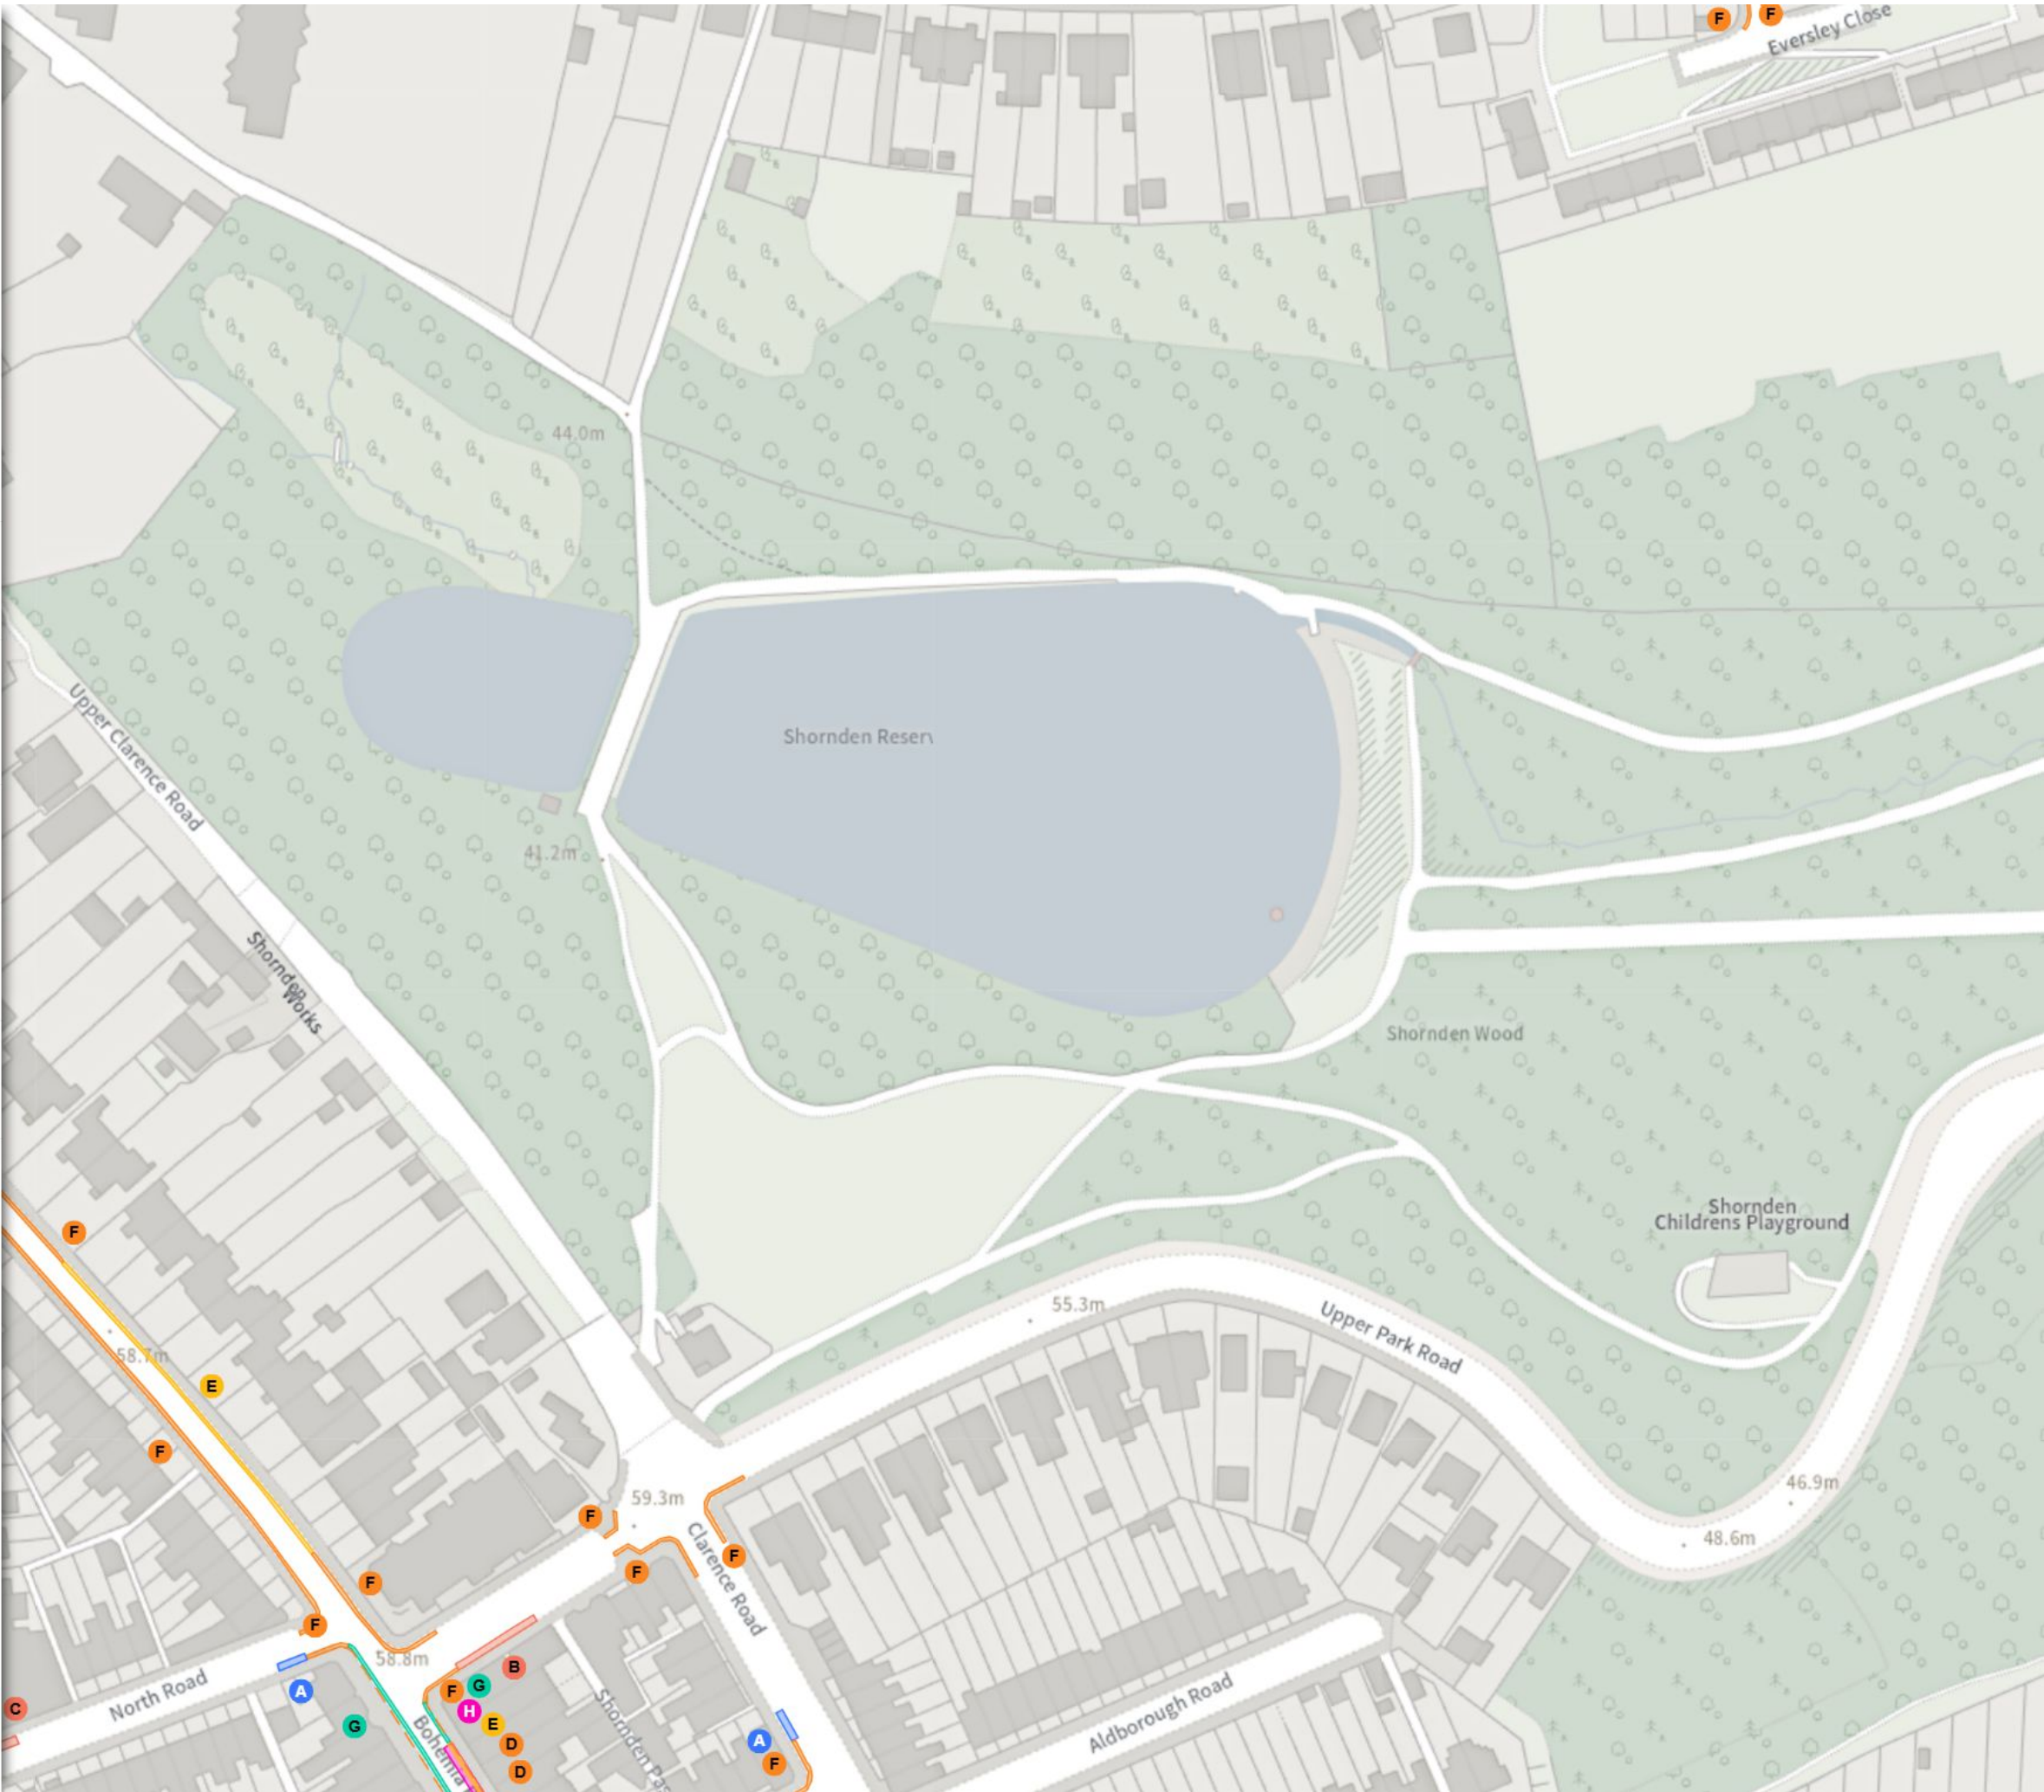 F
F
Eversley Close
44.0m
Upper Clarence Road
Shornden Reserv
41.2m
Shornden
Works
Shornden Wood
Shornden
Childrens Playground
F
55.3m
Upper Park Road
58.7m
E
F
46.9m
59.3m
F
48.6m
F
F
Clarence Road
F
F
58.8m
North Road
B
A
F
G
C
H
E
G
D
D
Bohemia
Shornden Pas
Aldborough Road
A
F